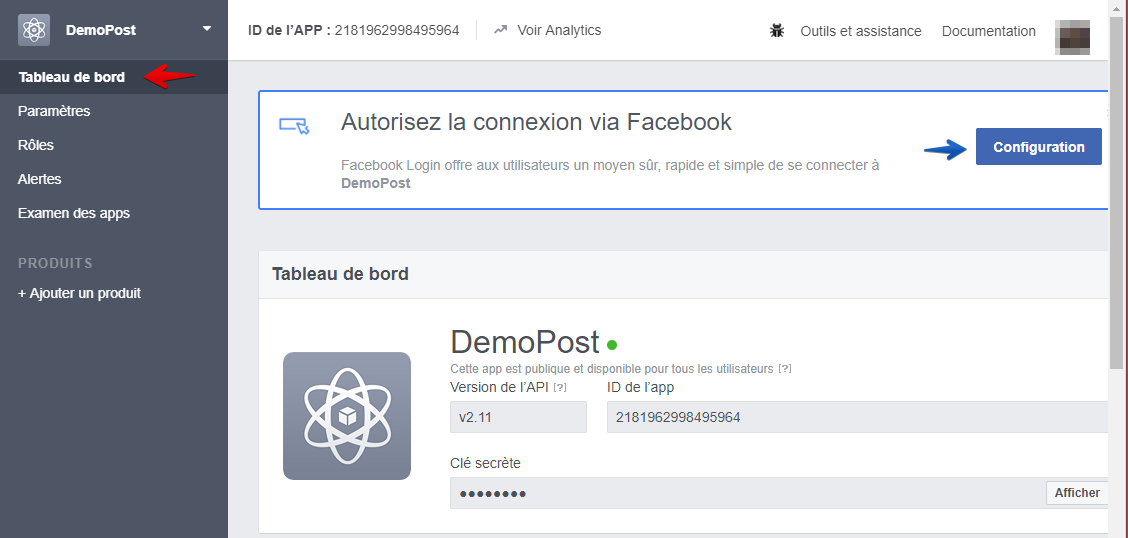 DemoPost
ID de l'APP : 2181962998495964
Voir Analytics
Outils et assistance
Documentation
Tableau de bord
Paramètres
Rôles
Alertes
Examen des apps
PRODUITS
+ Ajouter un produit
Autorisez la connexion via Facebook
Facebook Login offre aux utilisateurs un moyen sûr, rapide et simple de se connecter à
DemoPost
Configuration
Tableau de bord
DemoPost
Cette app est publique et disponible pour tous les utilisateurs [?]
Version de l'API [?]
ID de l'app
v2.11
2181962998495964
Clé secrète
●●●●●●●●
Afficher